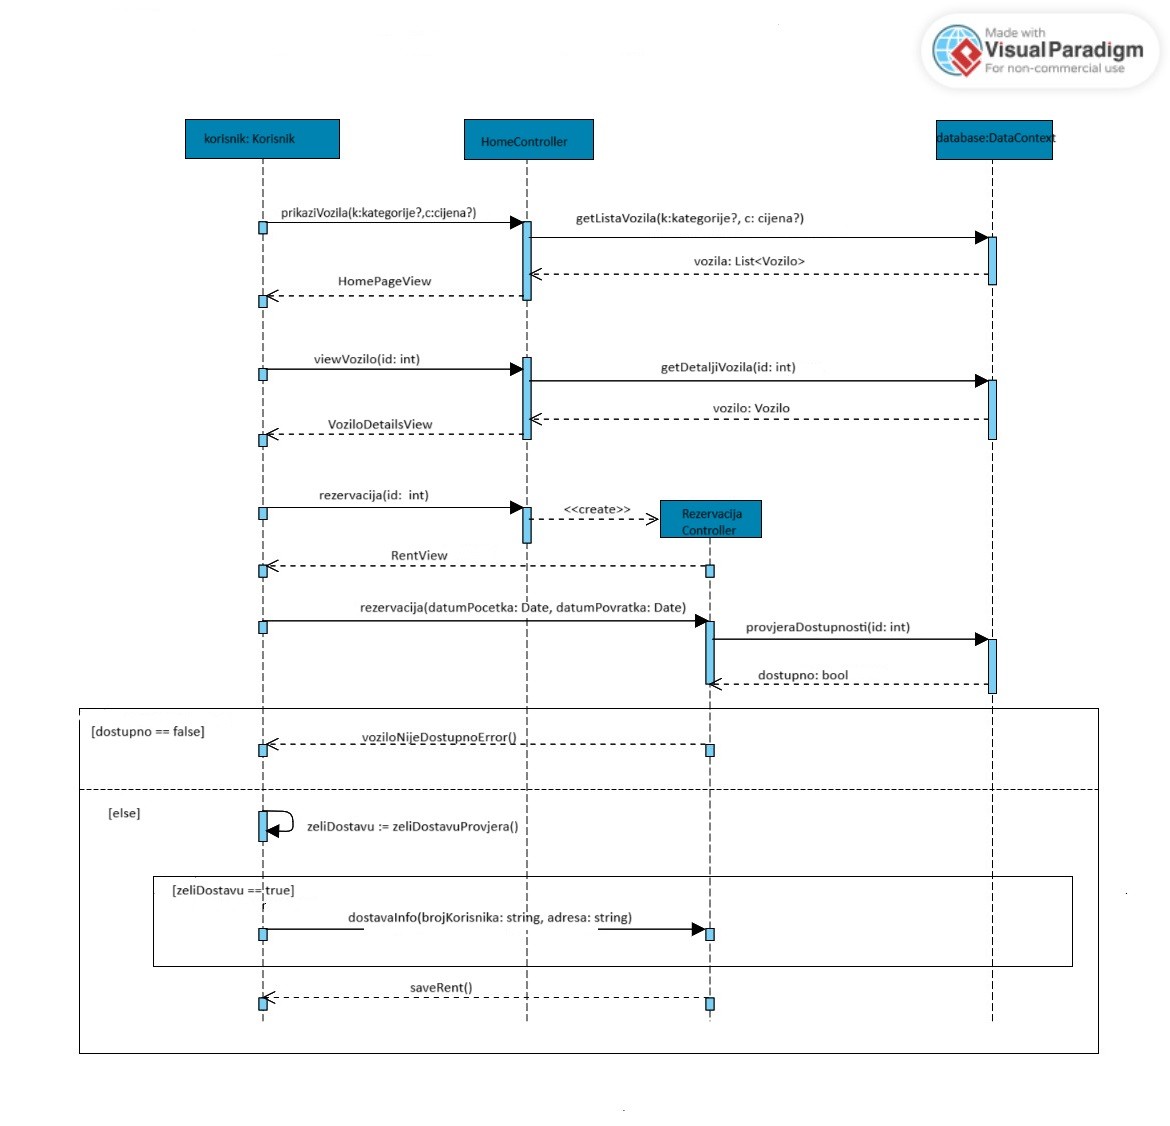 Made with
Visual Paradigm
For non-commercial use
korisnik: Korisnik
HomeController
database:DataContext
prikaziVozila(k:kategorije?,c:cijena?)
getListaVozila(k:kategorije?, c: cijena?)
vozila: List<Vozilo>
HomePageView
viewVozilo(id: int)
getDetaljiVozila(id: int)
vozilo: Vozilo
VoziloDetailsView
rezervacija(id:  int)
<<create>>
Rezervacija
Controller
RentView
rezervacija(datumPocetka: Date, datumPovratka: Date)
provjeraDostupnosti(id: int)
dostupno: bool
[dostupno == false]
voziloNijeDostupnoError()
[else]
zeliDostavu := zeliDostavuProvjera()
[zeliDostavu == true]
dostavaInfo(brojKorisnika: string, adresa: string)
saveRent()